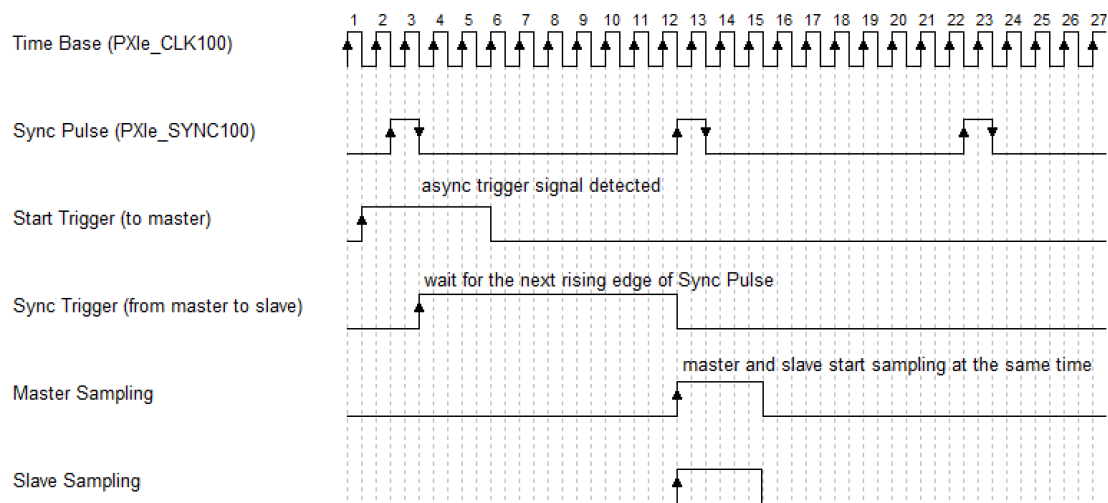 1 2 3 4 5 6 7 8 9 10 11 12 13 14 15 16 17 18 19 20 21 22 23 24 25 26 27
Time Base (PXIe_CLK100)
Sync Pulse (PXIe_SYNC100)
async trigger signal detected
Start Trigger (to master)
wait for the next rising edge of Sync Pulse
Sync Trigger (from master to slave)
master and slave start sampling at the same time
Master Sampling
Slave Sampling